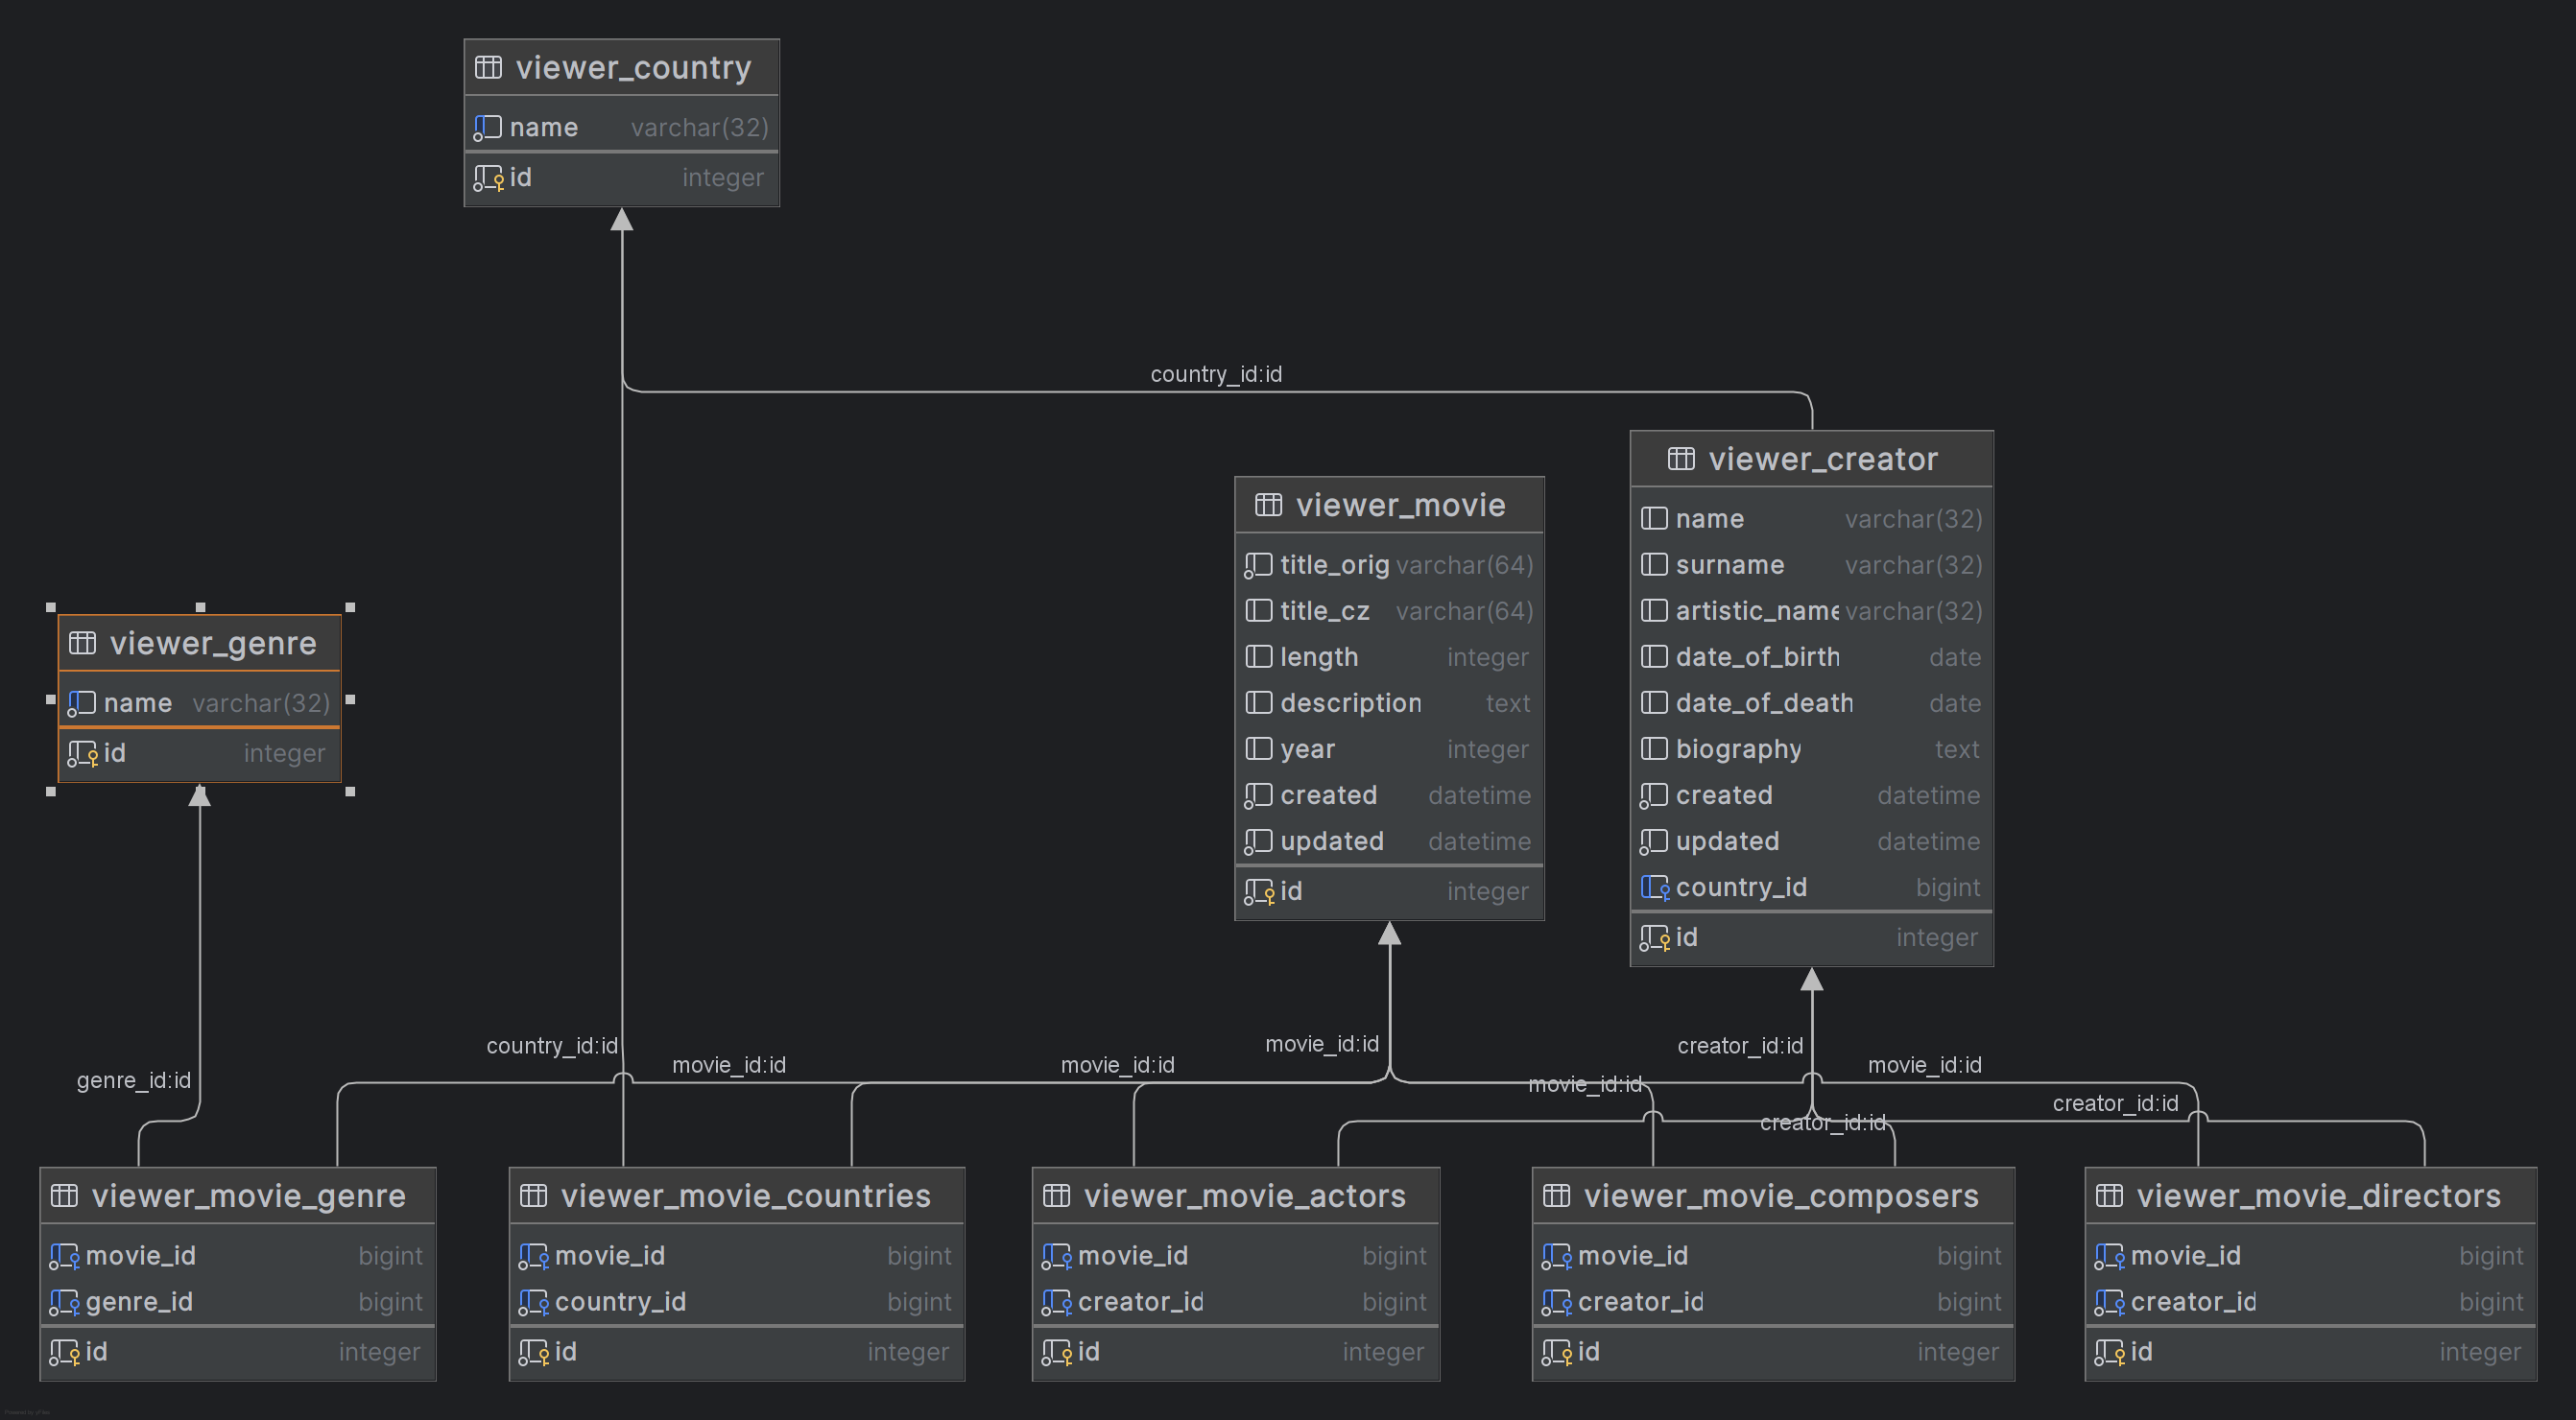 viewer_country
name varchar(32)
id integer
country_id:id
viewer_creator
name varchar(32)
surname varchar(32)
artistic_name varchar(32)
date_of_birth date
date_of_death date
biography text
created datetime
updated datetime
country_id bigint
id integer
viewer_movie
title_orig varchar(64)
title_cz varchar(64)
length integer
description text
year integer
created datetime
updated datetime
id integer
viewer_genre
name varchar(32)
id integer
genre_id:id
country_id:id
movie_id:id
movie_id:id
movie_id:id
movie_id:id
creator_id:id
creator_id:id
movie_id:id
creator_id:id
viewer_movie_genre
movie_id bigint
genre_id bigint
id integer
viewer_movie_countries
movie_id bigint
country_id bigint
id integer
viewer_movie_actors
movie_id bigint
creator_id bigint
id integer
viewer_movie_composers
movie_id bigint
creator_id bigint
id integer
viewer_movie_directors
movie_id bigint
creator_id bigint
id integer